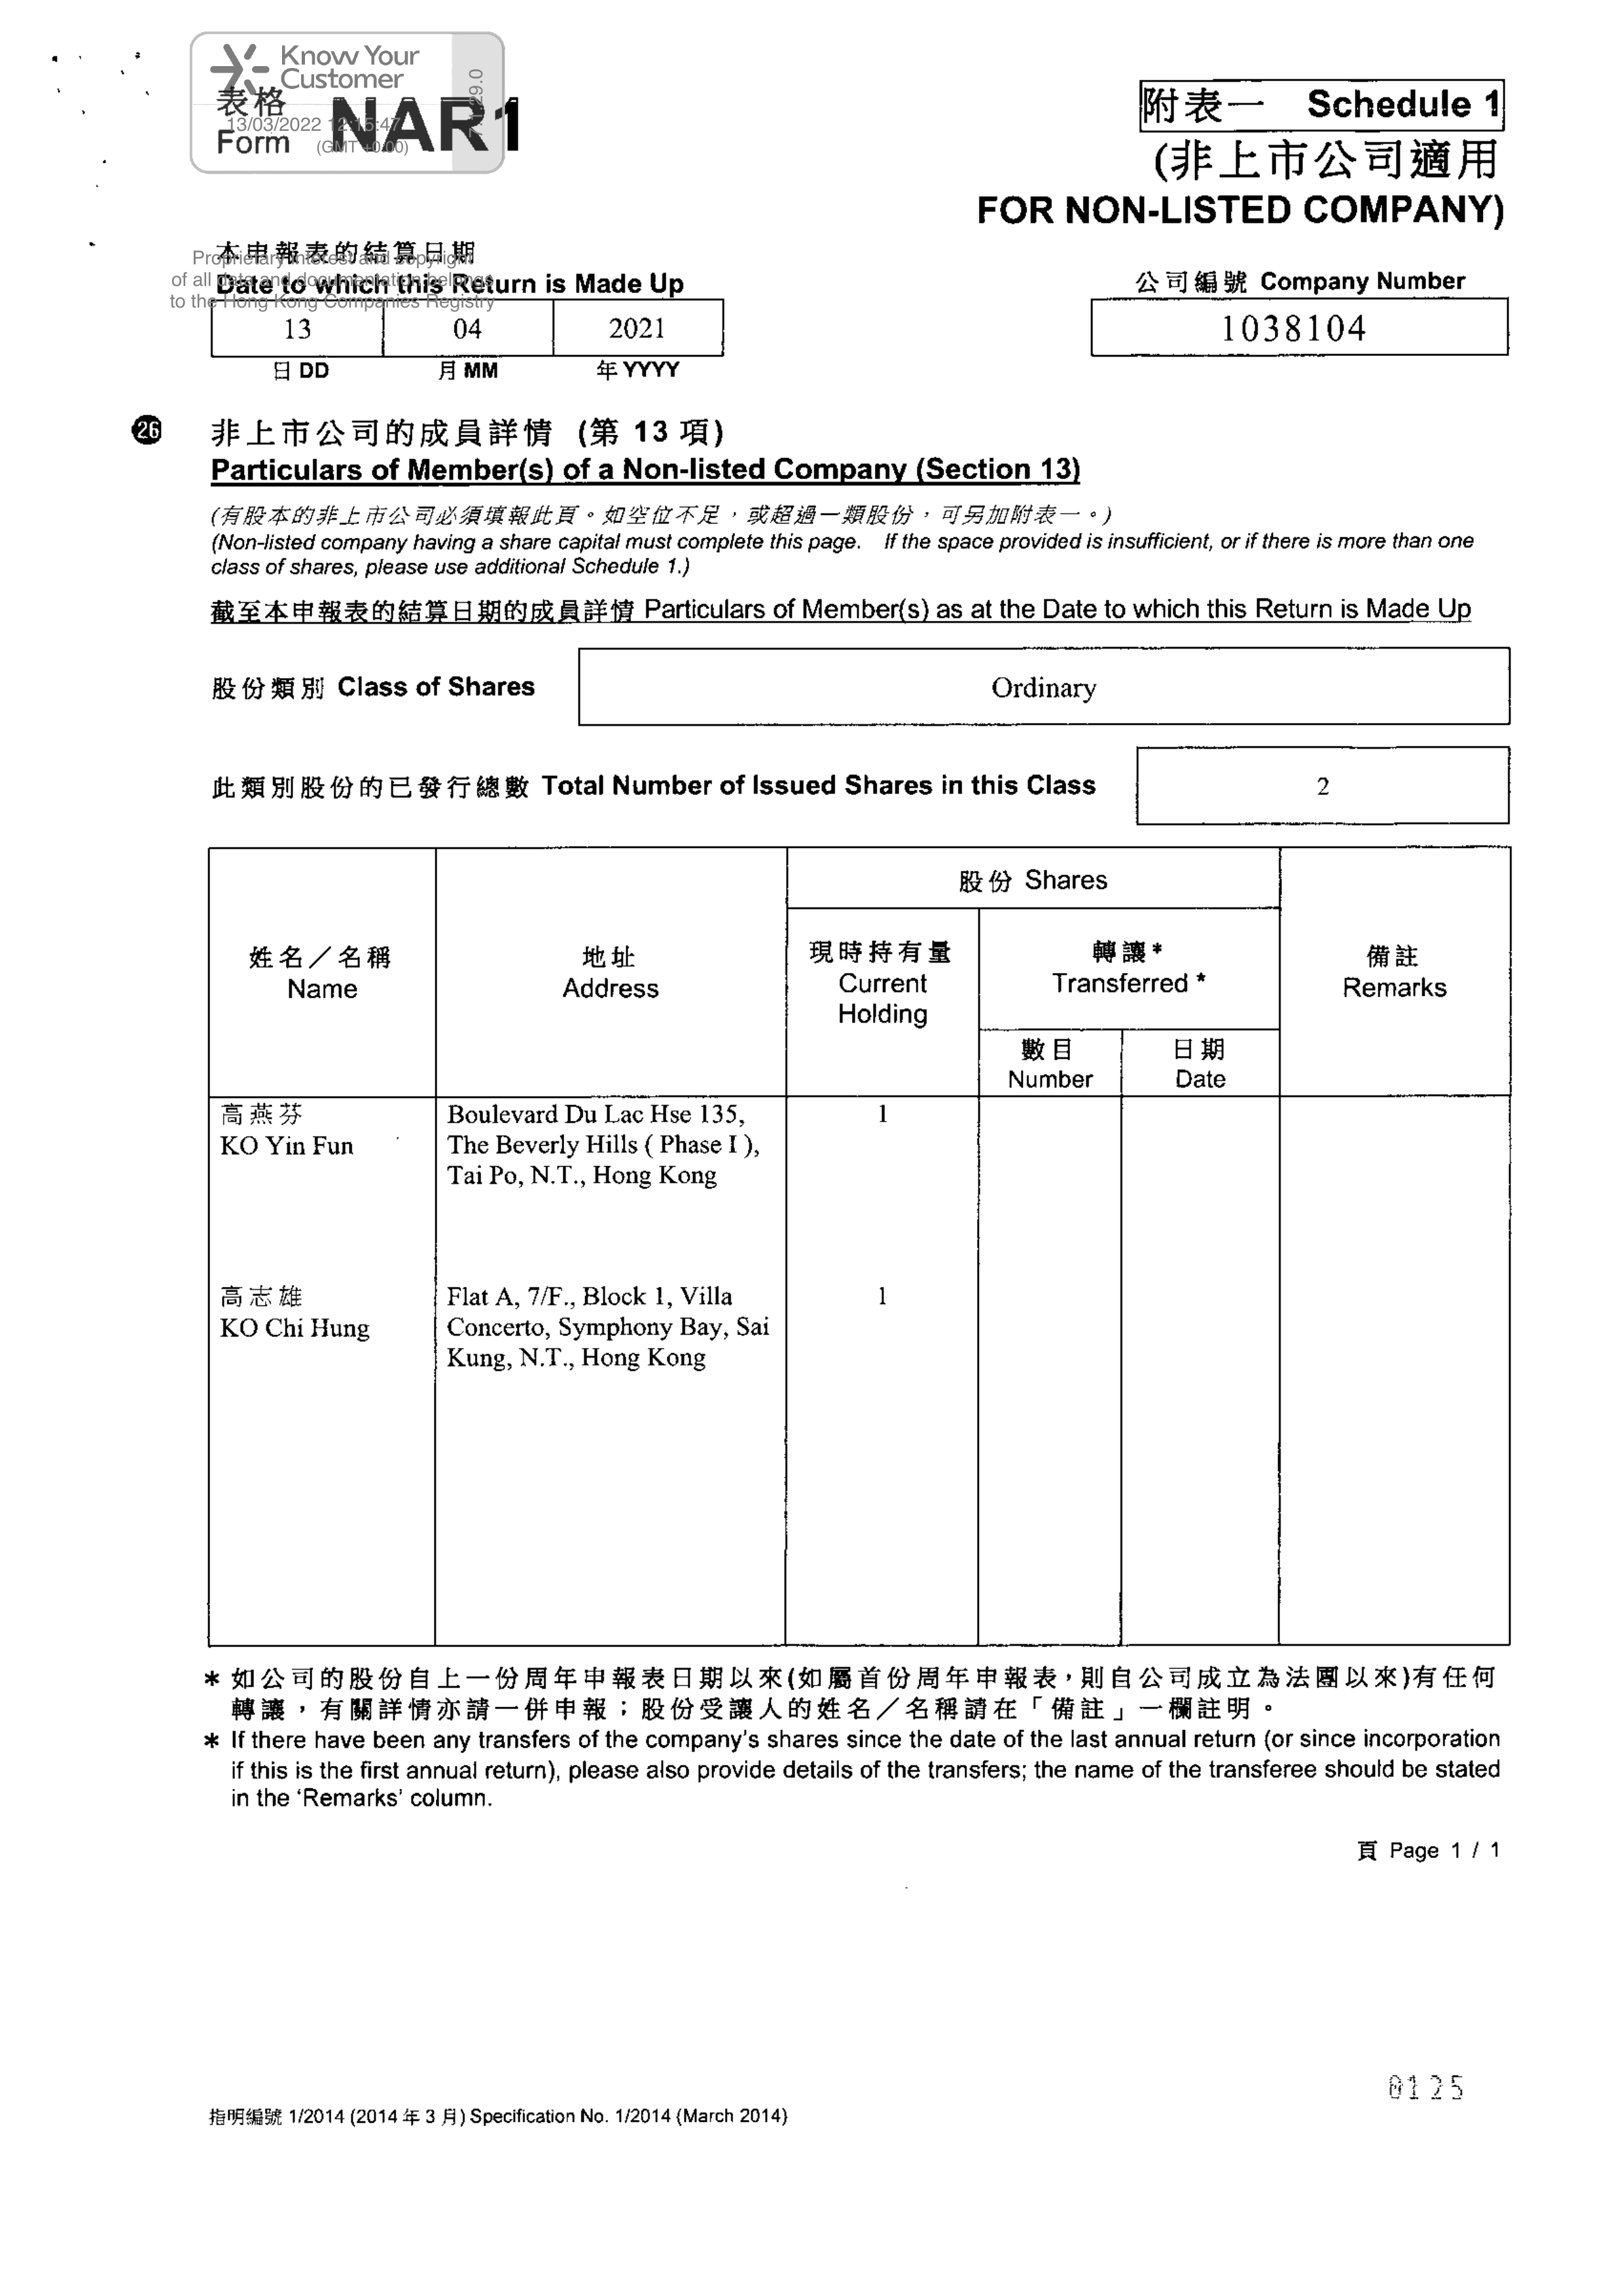 Know Your
Customer
表格
Form NAR1
13/03/2022 12:15:47
(GMT +0:00)
附表一 Schedule 1
(非上市公司適用
FOR NON-LISTED COMPANY)
本申報表的結算日期
Date to which this Return is Made Up
Proprietary interest and copyright
of all data and documentation belongs
to the Hong Kong Companies Registry
公司編號 Company Number
13 04 2021
1038104
日 DD 月 MM 年 YYYY
26 非上市公司的成員詳情 (第 13 項)
Particulars of Member(s) of a Non-listed Company (Section 13)
(有股本的非上市公司必須填報此頁。如空位不足，或超過一類股份，可另加附表一。)
(Non-listed company having a share capital must complete this page. If the space provided is insufficient, or if there is more than one
class of shares, please use additional Schedule 1.)
截至本申報表的結算日期的成員詳情 Particulars of Member(s) as at the Date to which this Return is Made Up
股份類別 Class of Shares Ordinary
此類別股份的已發行總數 Total Number of Issued Shares in this Class 2
股份 Shares
姓名／名稱
Name
地址
Address
現時持有量
Current
Holding
轉讓*
Transferred *
備註
Remarks
數目
Number
日期
Date
高燕芬
KO Yin Fun
Boulevard Du Lac Hse 135,
The Beverly Hills ( Phase I ),
Tai Po, N.T., Hong Kong
1
高志雄
KO Chi Hung
Flat A, 7/F., Block 1, Villa
Concerto, Symphony Bay, Sai
Kung, N.T., Hong Kong
1
* 如公司的股份自上一份周年申報表日期以來(如屬首份周年申報表，則自公司成立為法團以來)有任何
轉讓，有關詳情亦請一併申報；股份受讓人的姓名／名稱請在「備註」一欄註明。
* If there have been any transfers of the company's shares since the date of the last annual return (or since incorporation
if this is the first annual return), please also provide details of the transfers; the name of the transferee should be stated
in the 'Remarks' column.
頁 Page 1 / 1
0125
指明編號 1/2014 (2014 年 3 月) Specification No. 1/2014 (March 2014)